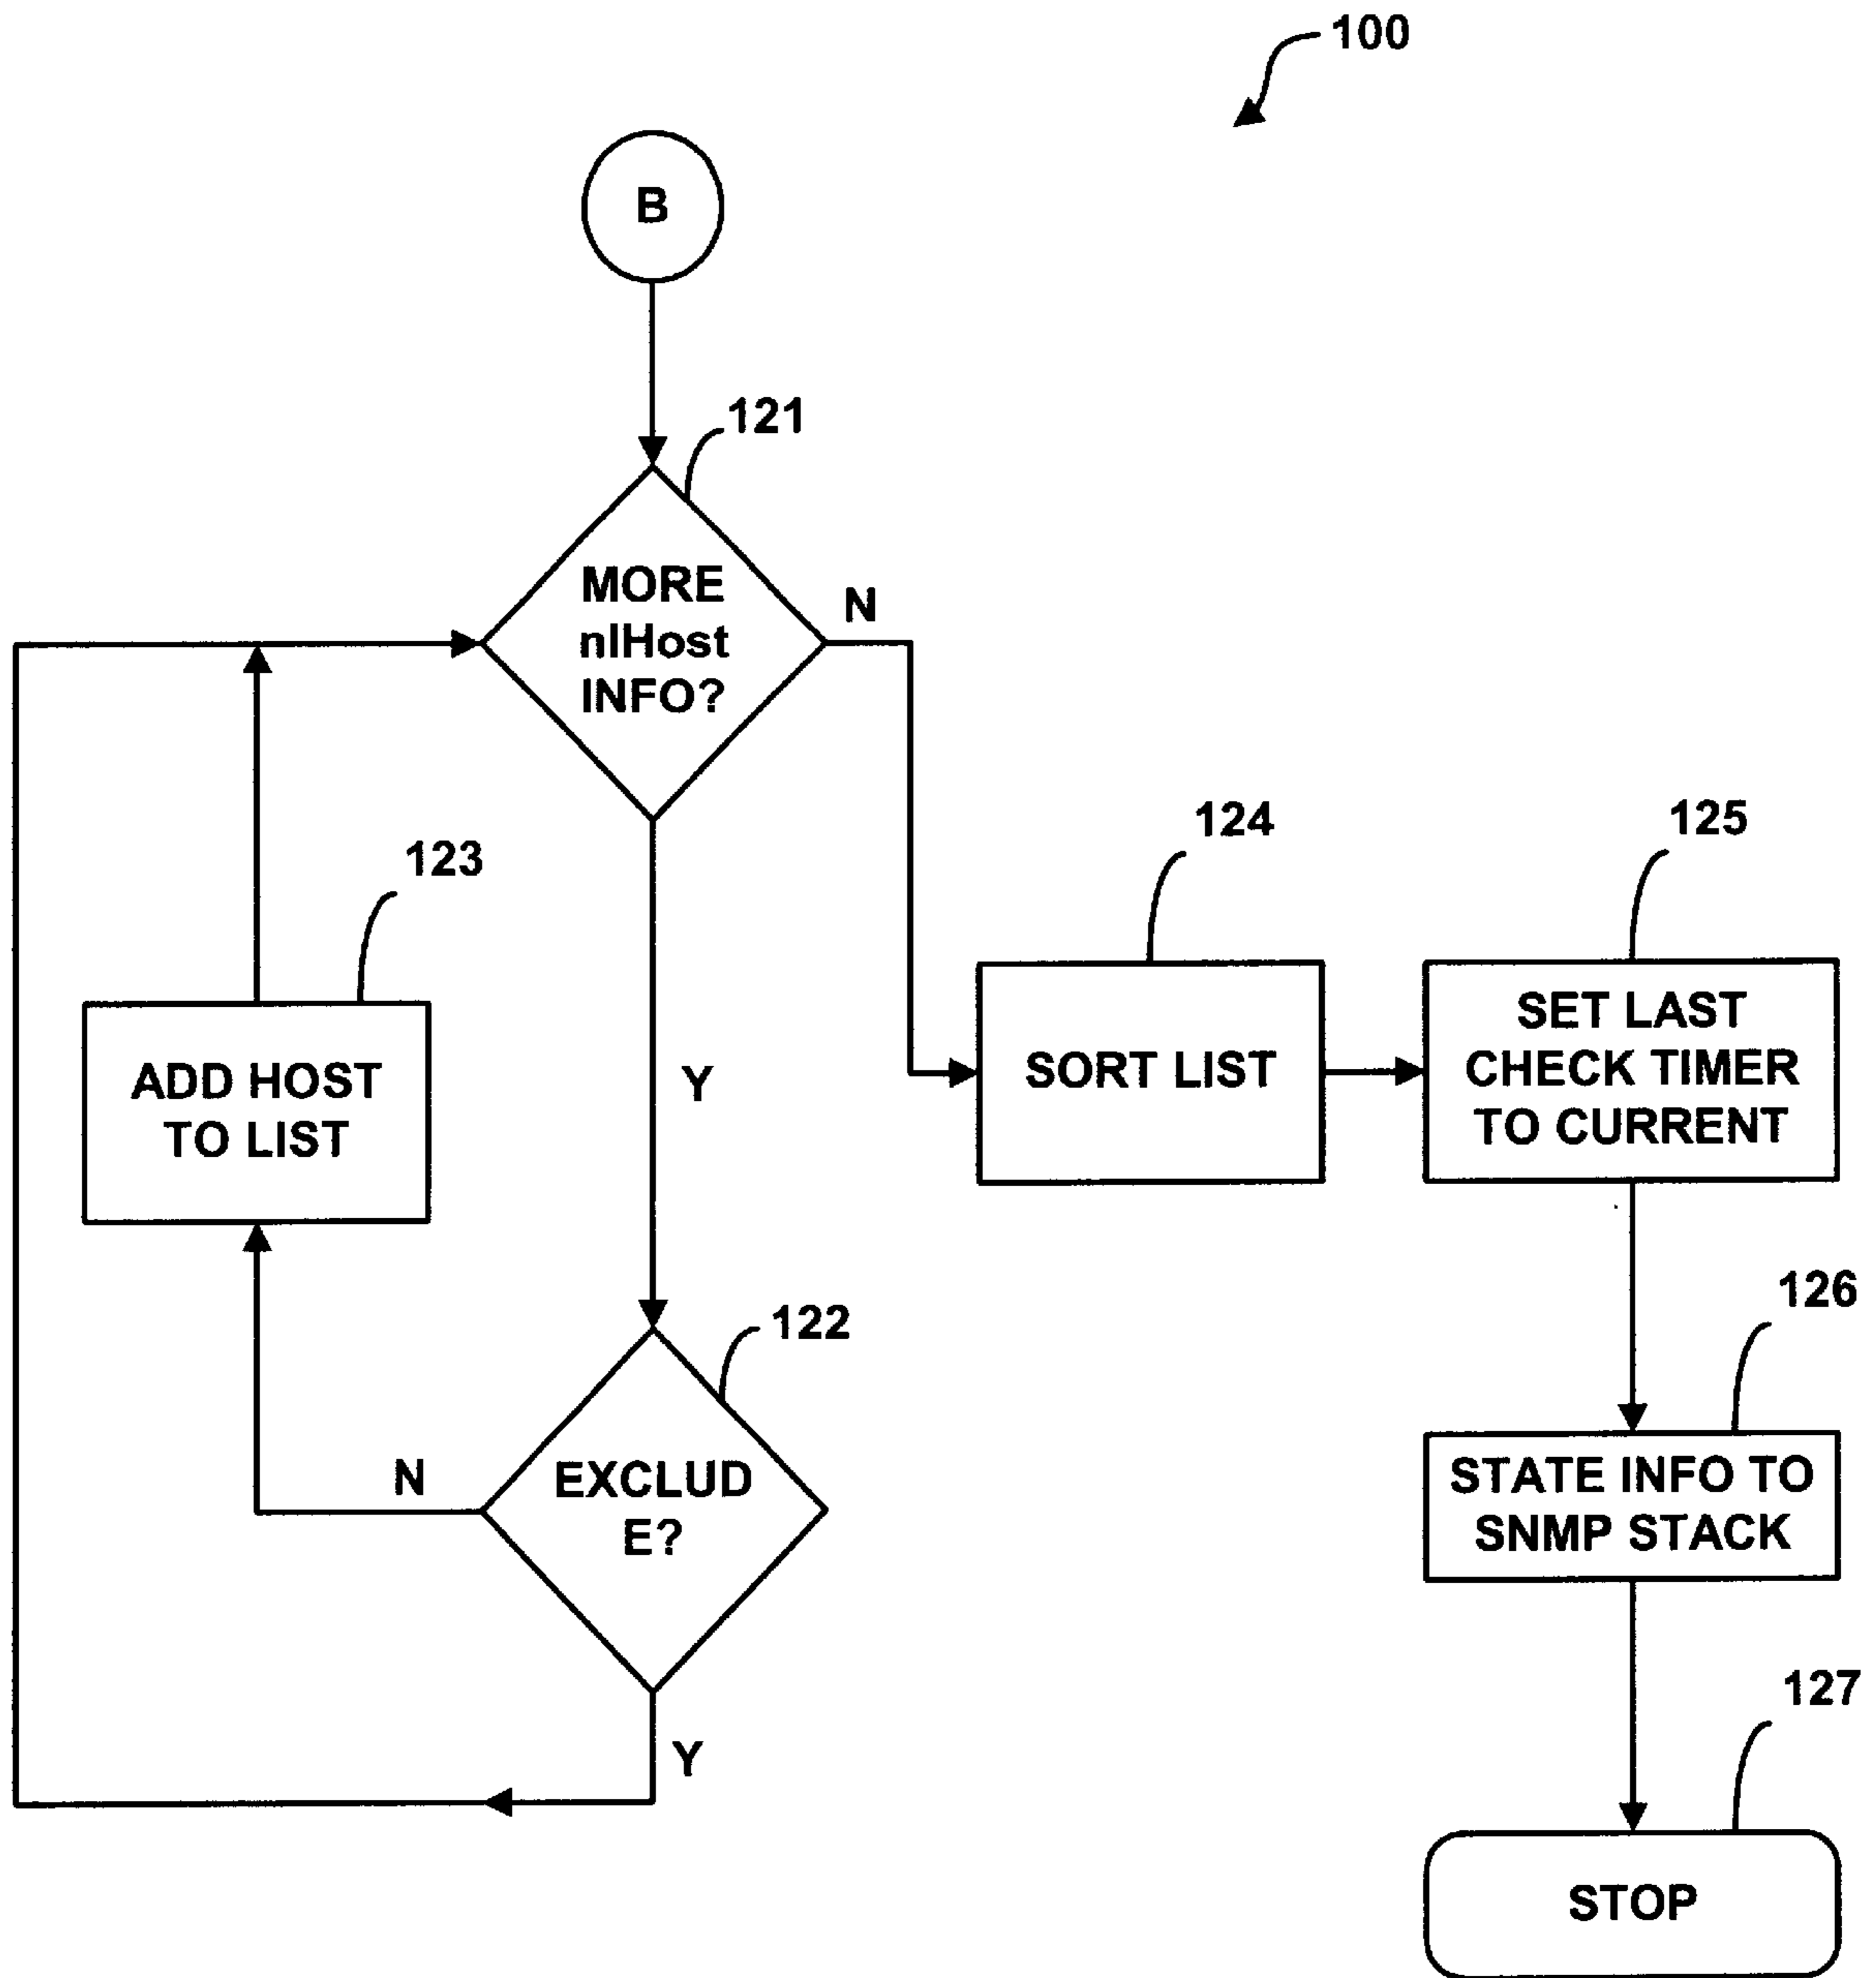 100
B
121
MORE
nlHost
INFO?
N
124
125
123
SET LAST
CHECK TIMER
TO CURRENT
SORT LIST
ADD HOST
TO LIST
Y
126
122
STATE INFO TO
SNMP STACK
N
EXCLUD
E?
127
Y
STOP